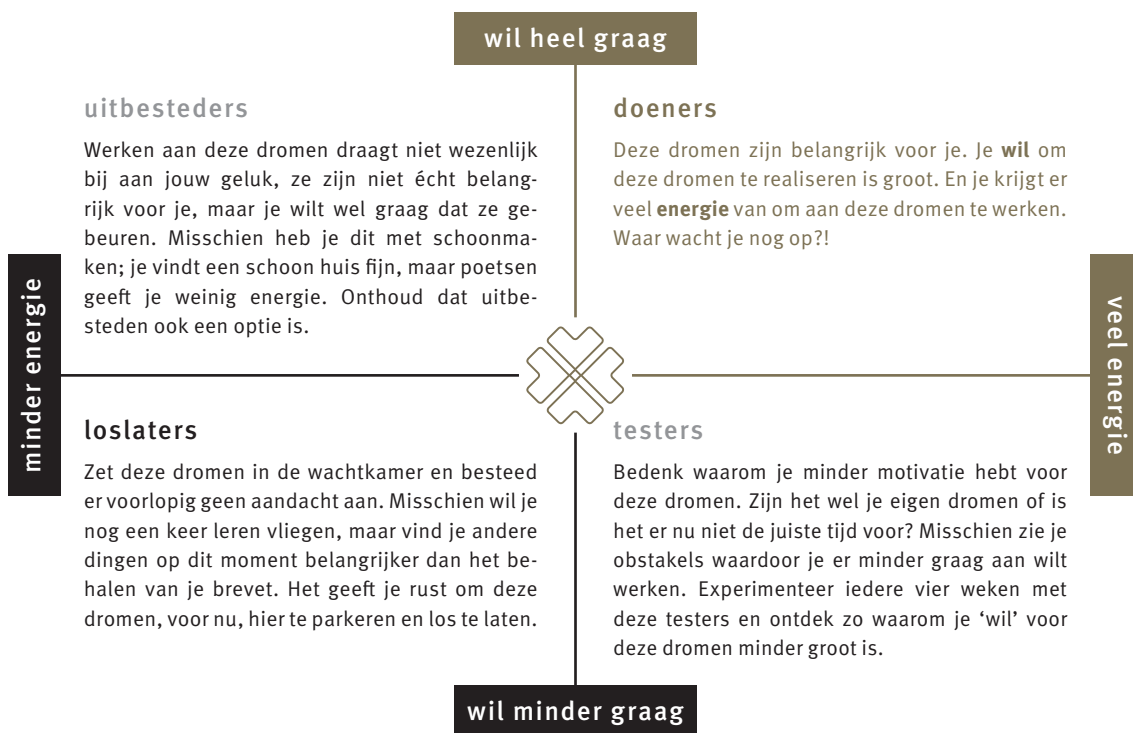 wil heel graag
uitbesteders
Werken aan deze dromen draagt niet wezenlijk
bij aan jouw geluk, ze zijn niet écht belang-
rijk voor je, maar je wilt wel graag dat ze ge-
beuren. Misschien heb je dit met schoonma-
ken; je vindt een schoon huis fijn, maar poetsen
geeft je weinig energie. Onthoud dat uitbe-
steden ook een optie is.
doeners
Deze dromen zijn belangrijk voor je. Je wil om
deze dromen te realiseren is groot. En je krijgt er
veel energie van om aan deze dromen te werken.
Waar wacht je nog op?!
minder energie
veel energie
loslaters
Zet deze dromen in de wachtkamer en besteed
er voorlopig geen aandacht aan. Misschien wil je
nog een keer leren vliegen, maar vind je andere
dingen op dit moment belangrijker dan het be-
halen van je brevet. Het geeft je rust om deze
dromen, voor nu, hier te parkeren en los te laten.
testers
Bedenk waarom je minder motivatie hebt voor
deze dromen. Zijn het wel je eigen dromen of is
het er nu niet de juiste tijd voor? Misschien zie je
obstakels waardoor je er minder graag aan wilt
werken. Experimenteer iedere vier weken met
deze testers en ontdek zo waarom je ‘wil’ voor
deze dromen minder groot is.
wil minder graag